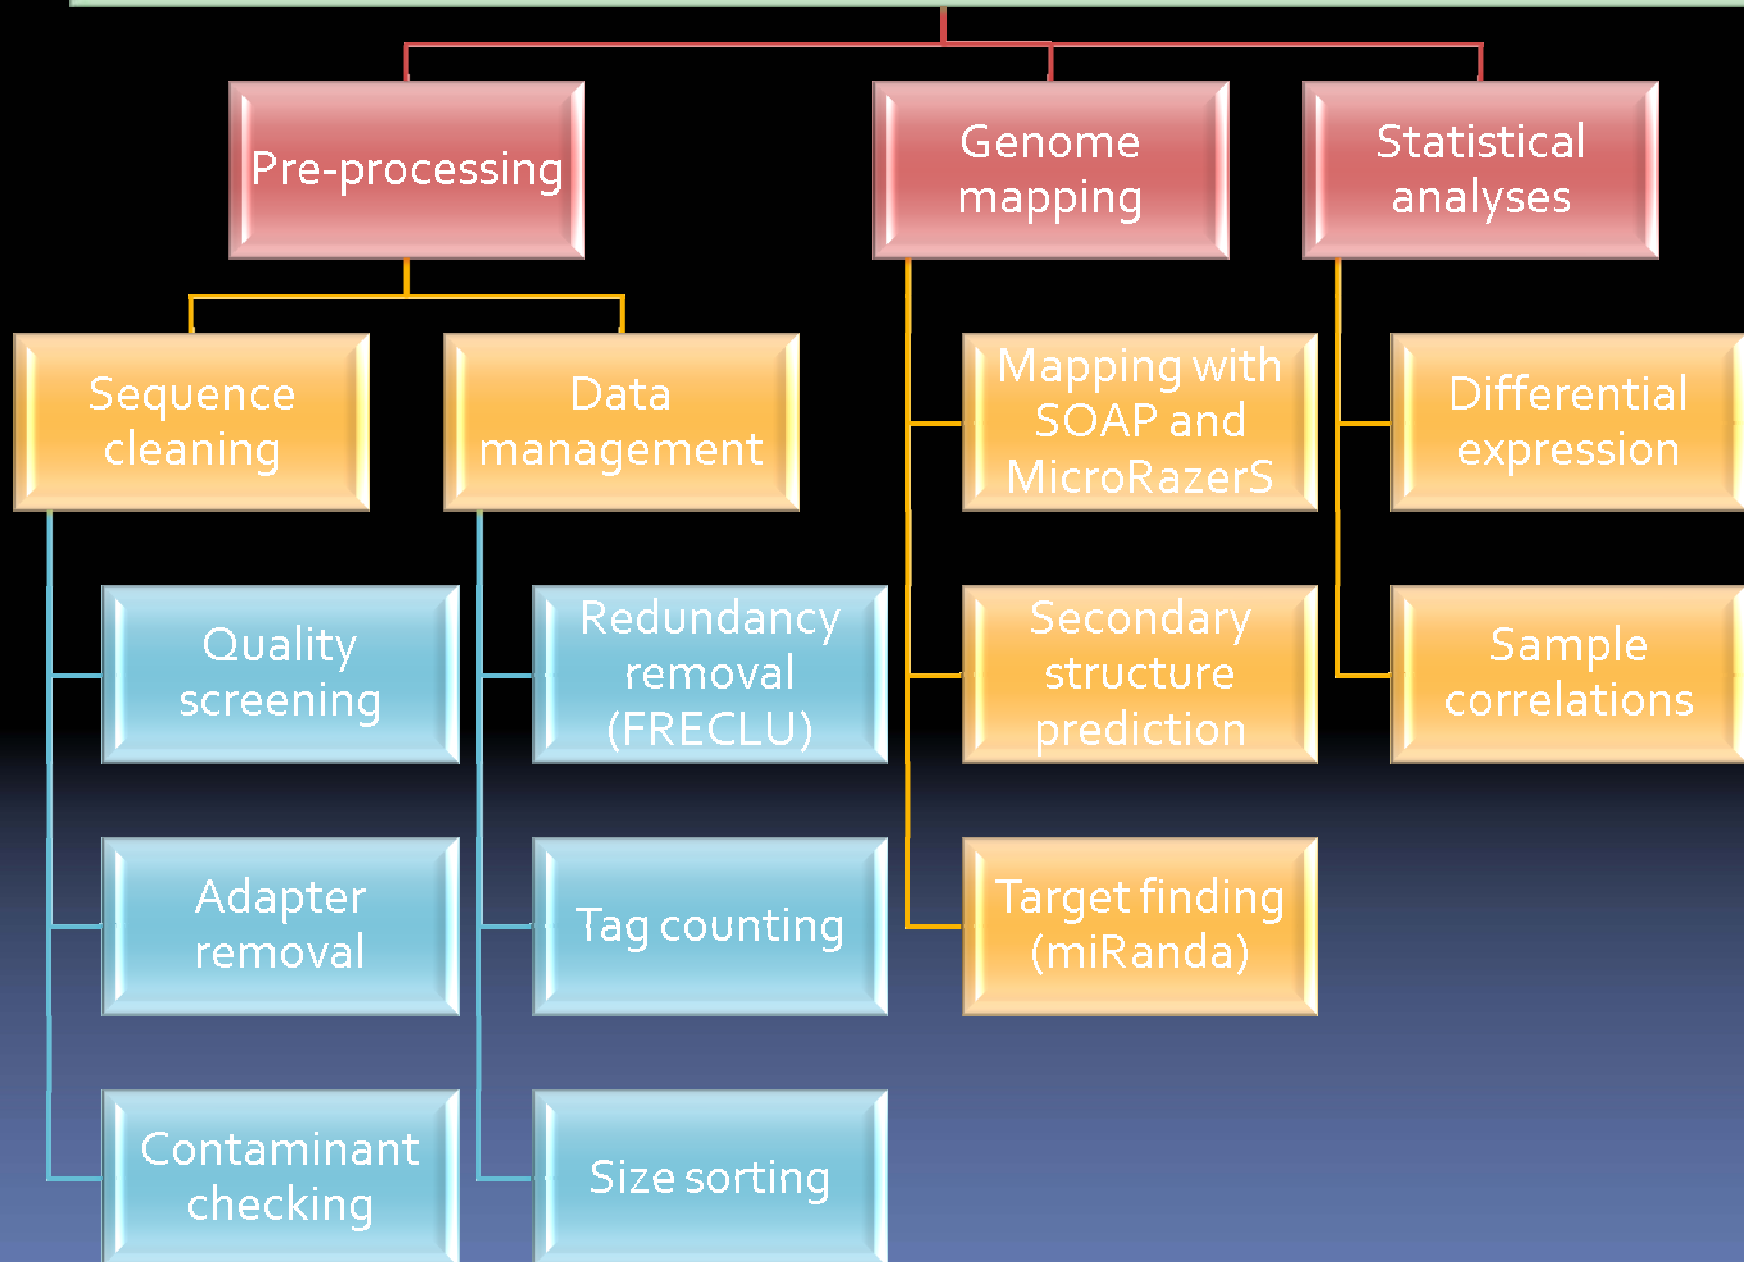 Pre-processing
Genome
mapping
Statistical
analyses
Sequence
cleaning
Data
management
Mapping with
SOAP and
MicroRazerS
Differential
expression
Quality
screening
Redundancy
removal
(FRECLU)
Secondary
structure
prediction
Sample
correlations
Adapter
removal
Tag counting
Target finding
(miRanda)
Contaminant
checking
Size sorting